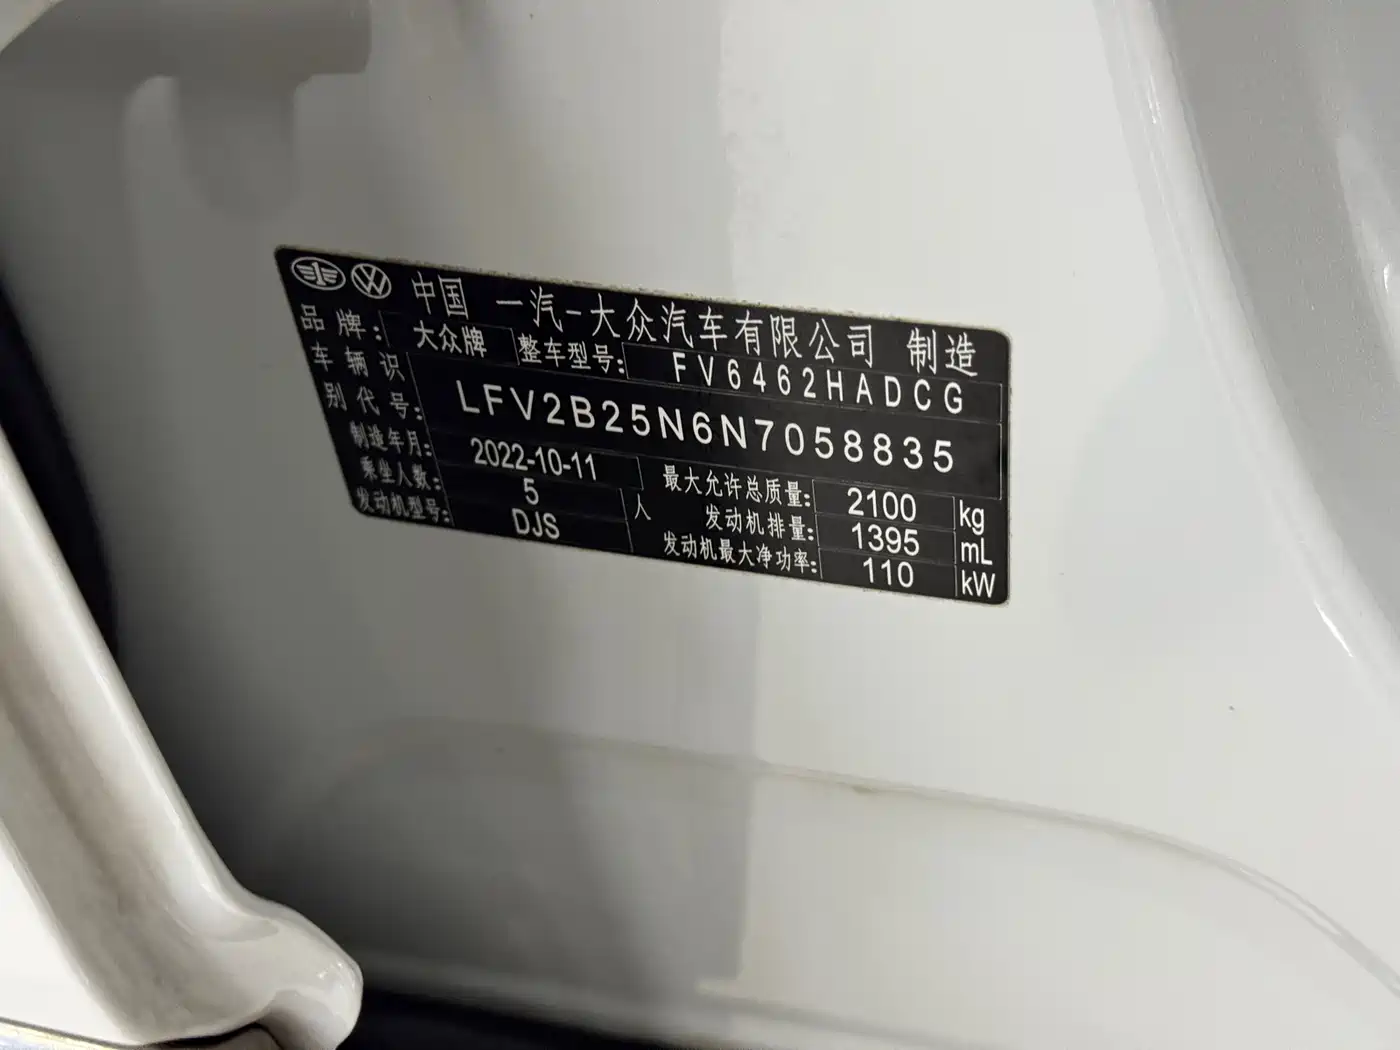 中国 一汽-大众汽车有限公司 制造
品牌: 大众牌 整车型号: FV6462HADCG
车辆识别代号: LFV2B25N6N7058835
制造年月: 2022-10-11 最大允许总质量: 2100 kg
乘坐人数: 5 人 发动机排量: 1395 mL
发动机型号: DJS 发动机最大净功率: 110 kW